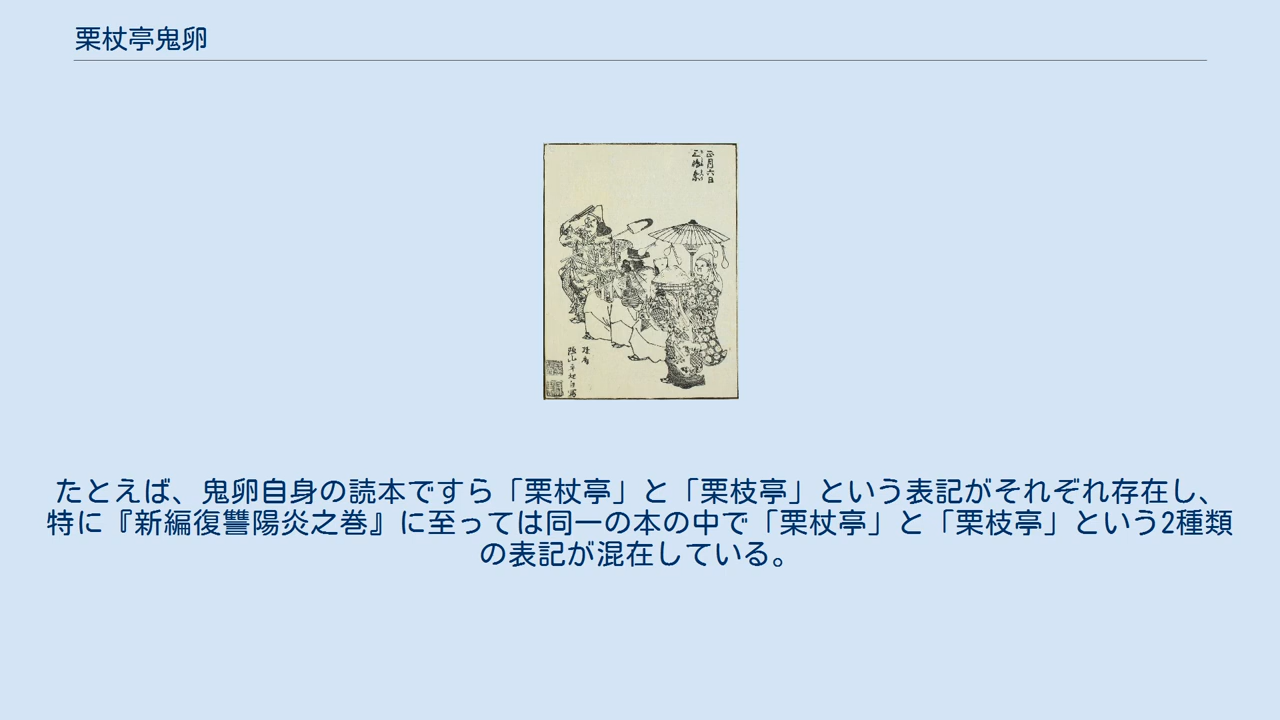 栗杖亭鬼卵
正月六日
たとえば、鬼卵自身の読本ですら「栗杖亭」と「栗枝亭」という表記がそれぞれ存在し、
特に『新編復讐陽炎之巻』に至っては同一の本の中で「栗杖亭」と「栗枝亭」という2種類
の表記が混在している。